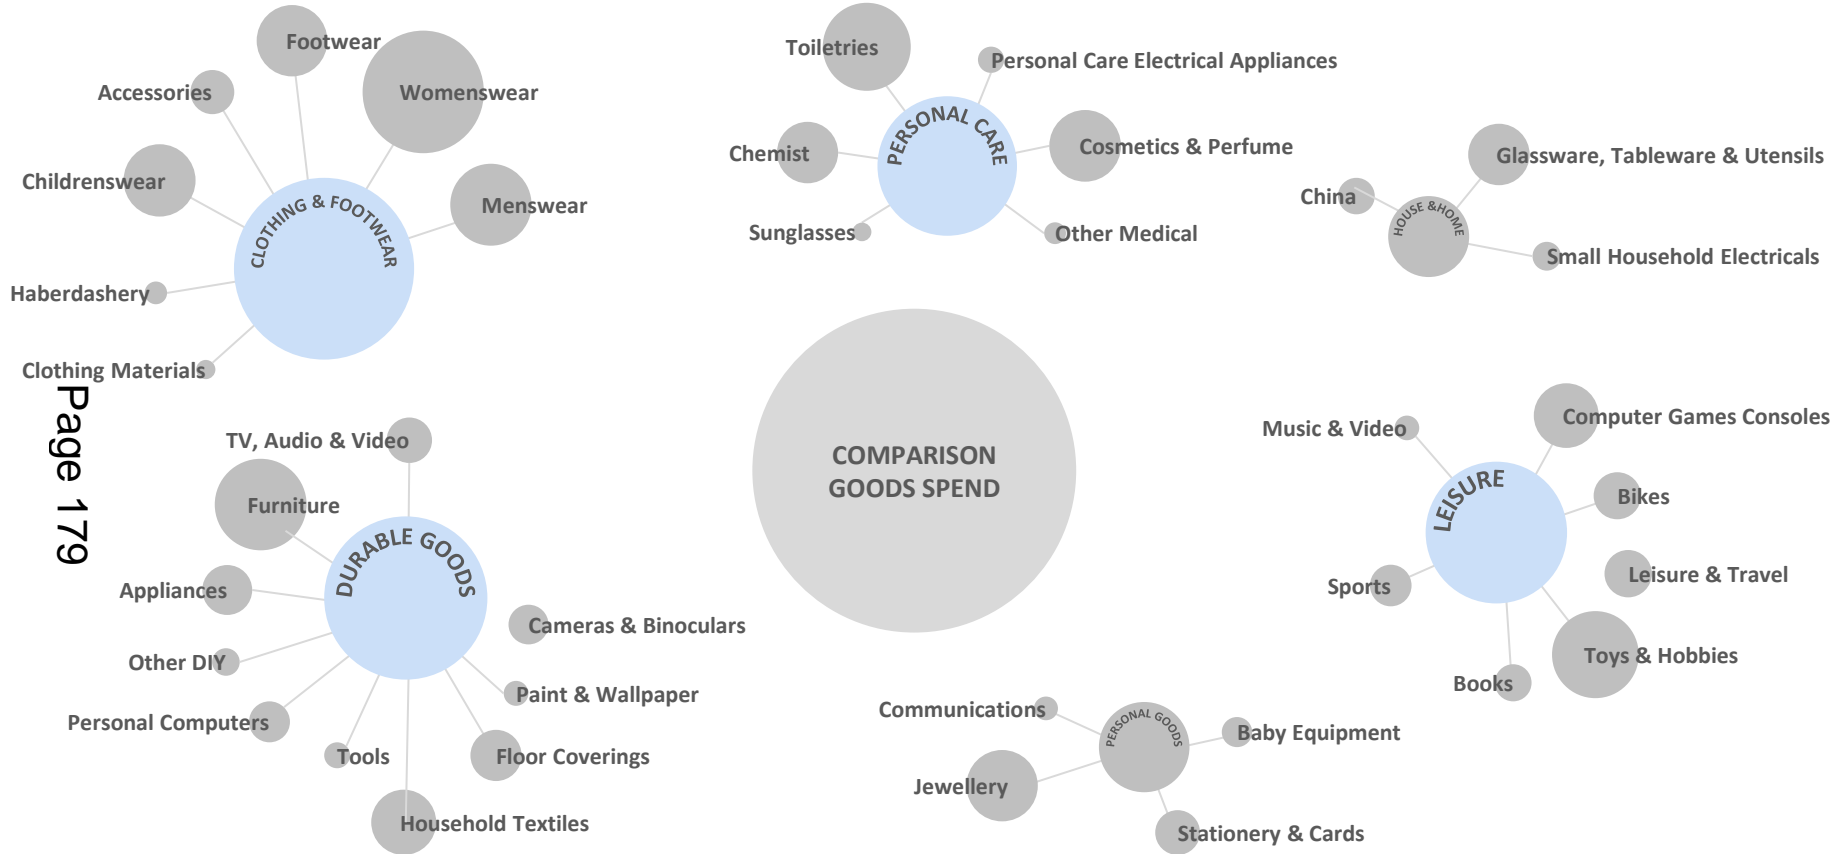 Footwear
Accessories
Womenswear
Childrenswear
Menswear
CLOTHING & FOOTWEAR
Haberdashery
Clothing Materials
Toiletries
Personal Care Electrical Appliances
PERSONAL CARE
Chemist
Cosmetics & Perfume
Sunglasses
Other Medical
Glassware, Tableware & Utensils
China
HOUSE &HOME
Small Household Electricals
Page 179
TV, Audio & Video
Furniture
DURABLE GOODS
Appliances
Cameras & Binoculars
Other DIY
Paint & Wallpaper
Personal Computers
Tools
Floor Coverings
Household Textiles
COMPARISON
GOODS SPEND
Music & Video
Computer Games Consoles
LEISURE
Bikes
Sports
Leisure & Travel
Toys & Hobbies
Books
Communications
PERSONAL GOODS
Baby Equipment
Jewellery
Stationery & Cards